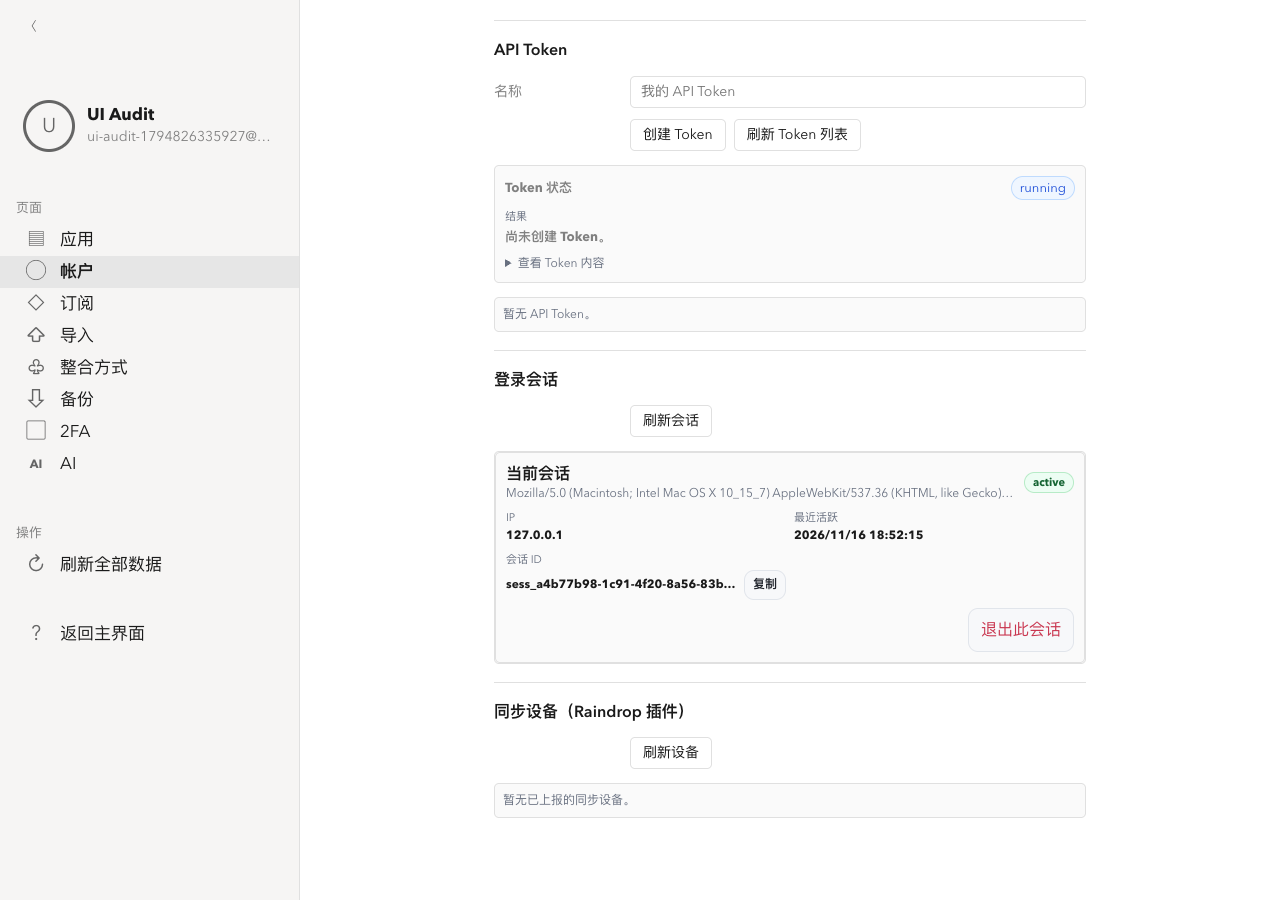 U
UI Audit
ui-audit-1794826335927@…
页面
应用
帐户
订阅
导入
整合方式
备份
2FA
AI AI
操作
刷新全部数据
? 返回主界面
API Token
名称
我的 API Token
创建 Token 刷新 Token 列表
Token 状态 running
结果
尚未创建 Token。
查看 Token 内容
暂无 API Token。
登录会话
刷新会话
当前会话 active
Mozilla/5.0 (Macintosh; Intel Mac OS X 10_15_7) AppleWebKit/537.36 (KHTML, like Gecko)…
IP 最近活跃
127.0.0.1 2026/11/16 18:52:15
会话 ID
sess_a4b77b98-1c91-4f20-8a56-83b… 复制
退出此会话
同步设备（Raindrop 插件）
刷新设备
暂无已上报的同步设备。